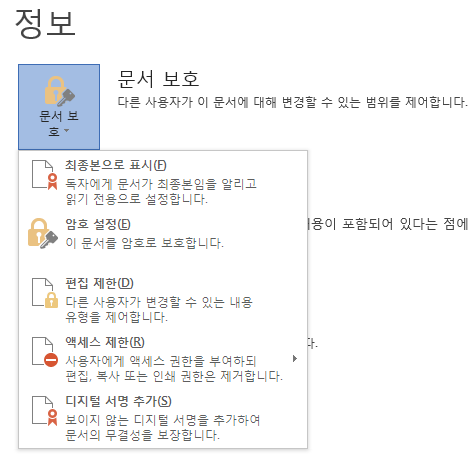 정보
문서 보
호
문서 보호
다른 사용자가 이 문서에 대해 변경할 수 있는 범위를 제어합니다.
최종본으로 표시(F)
독자에게 문서가 최종본임을 알리고
읽기 전용으로 설정합니다.
암호 설정(E)
이 문서를 암호로 보호합니다.
용이 포함되어 있다는 점에
편집 제한(D)
다른 사용자가 변경할 수 있는 내용
유형을 제어합니다.
액세스 제한(R)
사용자에게 액세스 권한을 부여하되
편집, 복사 또는 인쇄 권한은 제거합니다.
다.
디지털 서명 추가(S)
보이지 않는 디지털 서명을 추가하여
문서의 무결성을 보장합니다.